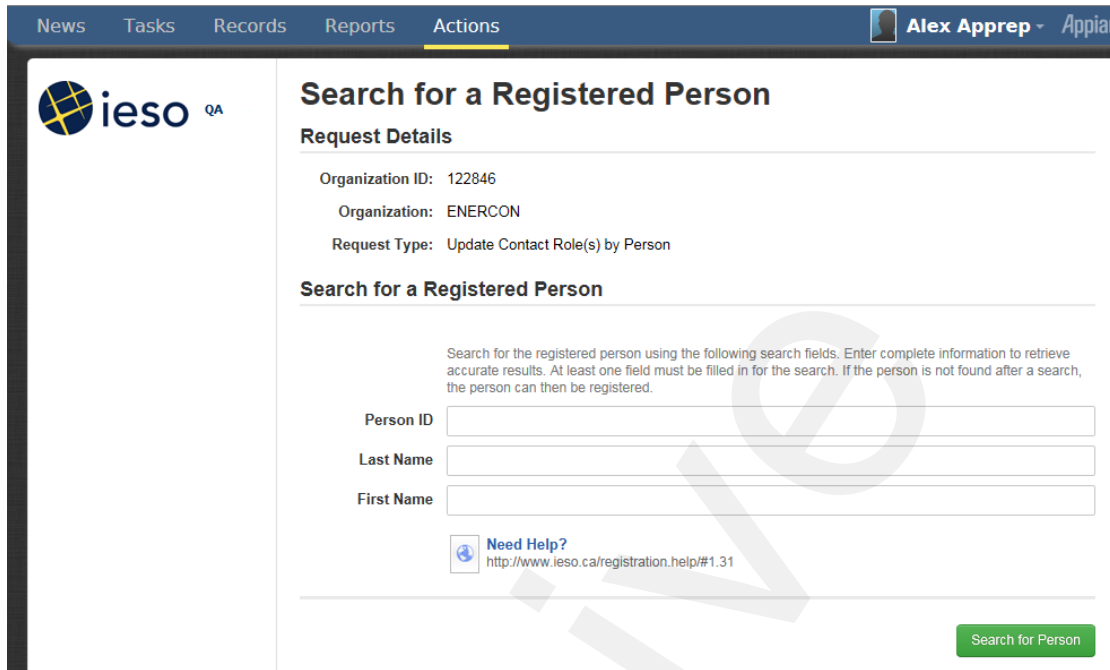 News Tasks Records Reports Actions Alex Apprep
ieso QA
Search for a Registered Person
Request Details
Organization ID: 122846
Organization: ENERCON
Request Type: Update Contact Role(s) by Person
Search for a Registered Person
Search for the registered person using the following search fields. Enter complete information to retrieve
accurate results. At least one field must be filled in for the search. If the person is not found after a search,
the person can then be registered.
Person ID
Last Name
First Name
Need Help?
http://www.ieso.ca/registration.help/#1.31
Search for Person
ive